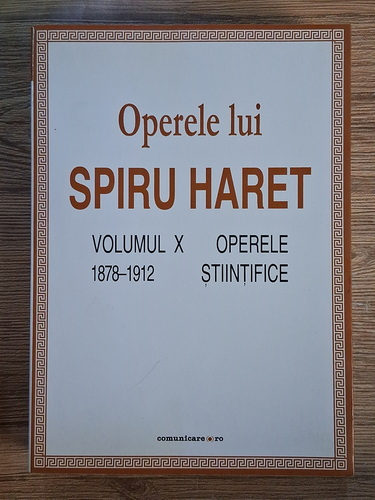 Operele lui
SPIRU HARET
VOLUMUL X OPERELE
1878–1912 ȘTIINȚIFICE
comunicare.ro